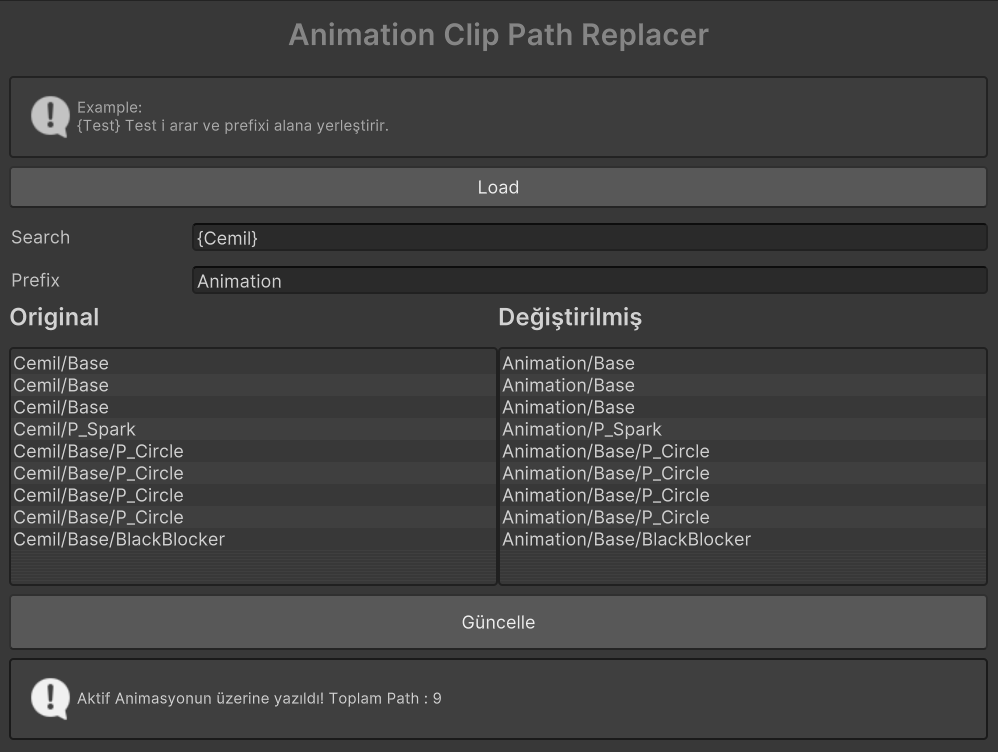 Animation Clip Path Replacer
Example:
{Test} Test i arar ve prefixi alana yerleştirir.
Load
Search {Cemil}
Prefix Animation
Original Değiştirilmiş
Cemil/Base Animation/Base
Cemil/Base Animation/Base
Cemil/Base Animation/Base
Cemil/P_Spark Animation/P_Spark
Cemil/Base/P_Circle Animation/Base/P_Circle
Cemil/Base/P_Circle Animation/Base/P_Circle
Cemil/Base/P_Circle Animation/Base/P_Circle
Cemil/Base/P_Circle Animation/Base/P_Circle
Cemil/Base/BlackBlocker Animation/Base/BlackBlocker
Güncelle
Aktif Animasyonun üzerine yazıldı! Toplam Path : 9